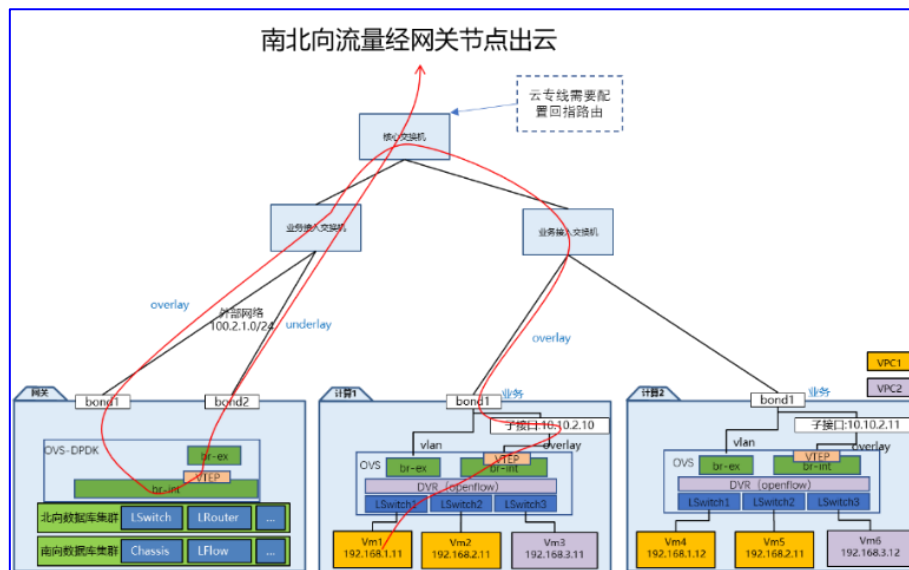 南北向流量经网关节点出云
云专线需要配
置回指路由
核心交换机
业务接入交换机
业务接入交换机
overlay
外部网络
100.2.1.0/24
underlay
overlay
VPC1
VPC2
网关
bond1
bond2
OVS-DPDK
br-ex
VTEP
br-int
北向数据库集群
LSwitch
LRouter
...
南向数据库集群
Chassis
LFlow
...
计算1
bond1
业务
子接口:10.10.2.10
vlan
overlay
OVS
VTEP
br-ex
br-int
DVR（openflow）
LSwitch1
LSwitch2
LSwitch3
Vm1
192.168.1.11
Vm2
192.168.2.11
Vm3
192.168.3.11
计算2
bond1
业务
子接口:10.10.2.11
vlan
overlay
OVS
VTEP
br-ex
br-int
DVR（openflow）
LSwitch1
LSwitch2
LSwitch3
Vm4
192.168.1.12
Vm5
192.168.2.11
Vm6
192.168.3.12